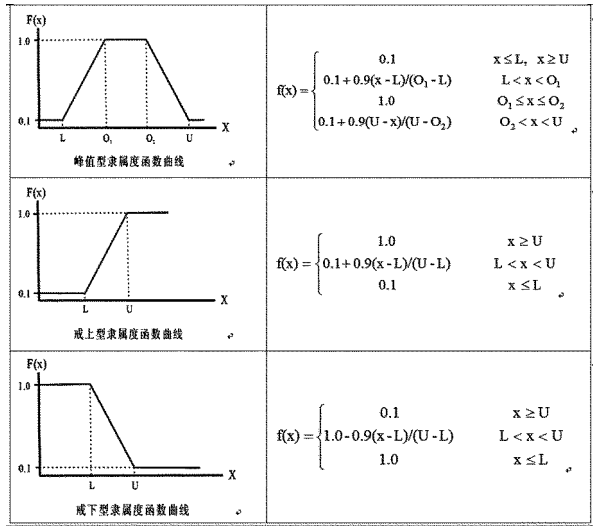 F(x)
1.0
0.1
L O₁ O₂ U X
峰值型隶属度函数曲线
f(x) =
0.1 x ≤ L, x ≥ U
0.1 + 0.9(x - L)/(O₁ - L) L < x < O₁
1.0 O₁ ≤ x ≤ O₂
0.1 + 0.9(U - x)/(U - O₂) O₂ < x < U
F(x)
1.0
0.1
L U X
戒上型隶属度函数曲线
f(x) =
1.0 x ≥ U
0.1 + 0.9(x - L)/(U - L) L < x < U
0.1 x ≤ L
F(x)
1.0
0.1
L U X
戒下型隶属度函数曲线
f(x) =
0.1 x ≥ U
1.0 - 0.9(x - L)/(U - L) L < x < U
1.0 x ≤ L